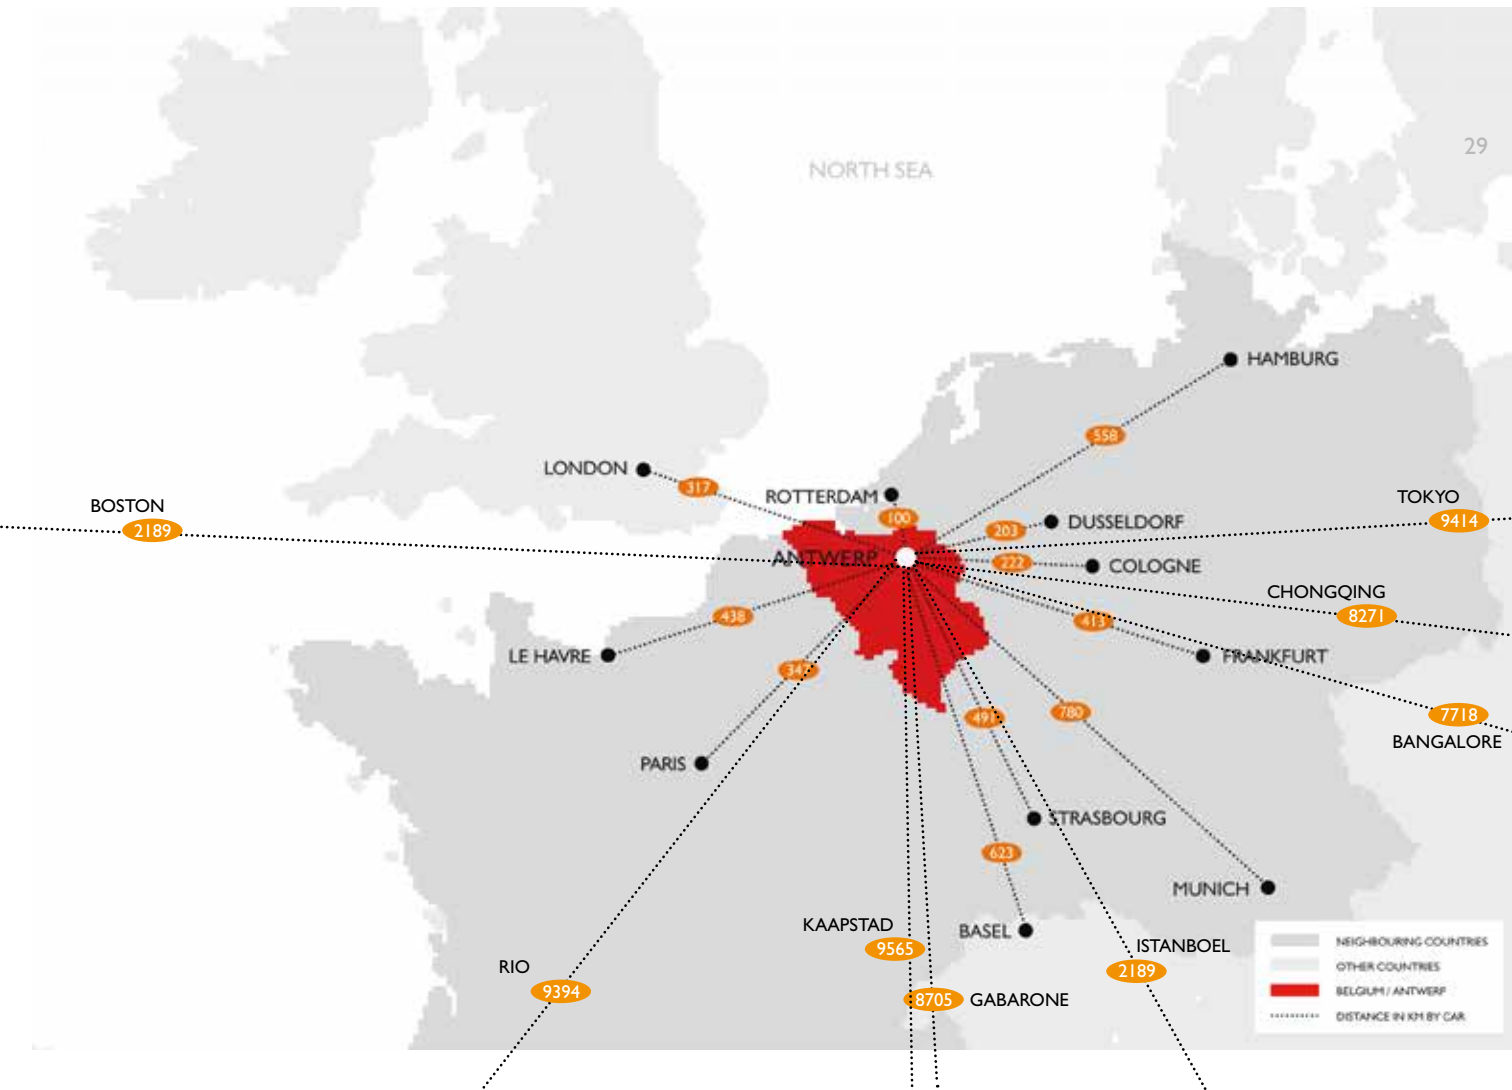 29
NORTH SEA
HAMBURG
558
LONDON
317
ROTTERDAM
100
BOSTON
2189
TOKYO
9414
203
DUSSELDORF
ANTWERP
222
COLOGNE
CHONGQING
8271
438
413
LE HAVRE
FRANKFURT
780
491
7718
BANGALORE
PARIS
STRASBOURG
623
MUNICH
KAAPSTAD
9565
BASEL
ISTANBOEL
2189
RIO
9394
8705
GABARONE
NEIGHBOURING COUNTRIES
OTHER COUNTRIES
BELGIUM / ANTWERP
DISTANCE IN KM BY CAR